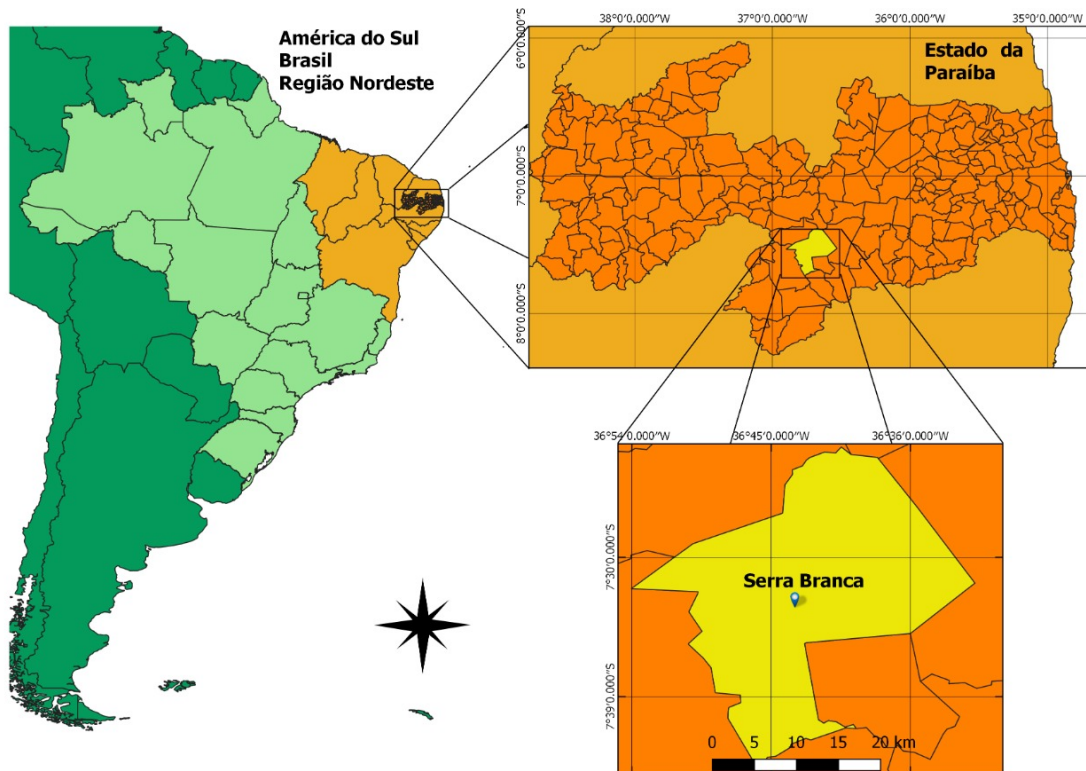 América do Sul
Brasil
Região Nordeste
38°0'0.000"W 37°0'0.000"W 36°0'0.000"W 35°0'0.000"W
Estado da
Paraíba
6°0'0.000"S
7°0'0.000"S
8°0'0.000"S
36°54'0.000"W 36°45'0.000"W 36°36'0.000"W
7°30'0.000"S
Serra Branca
7°39'0.000"S
0 5 10 15 20 km